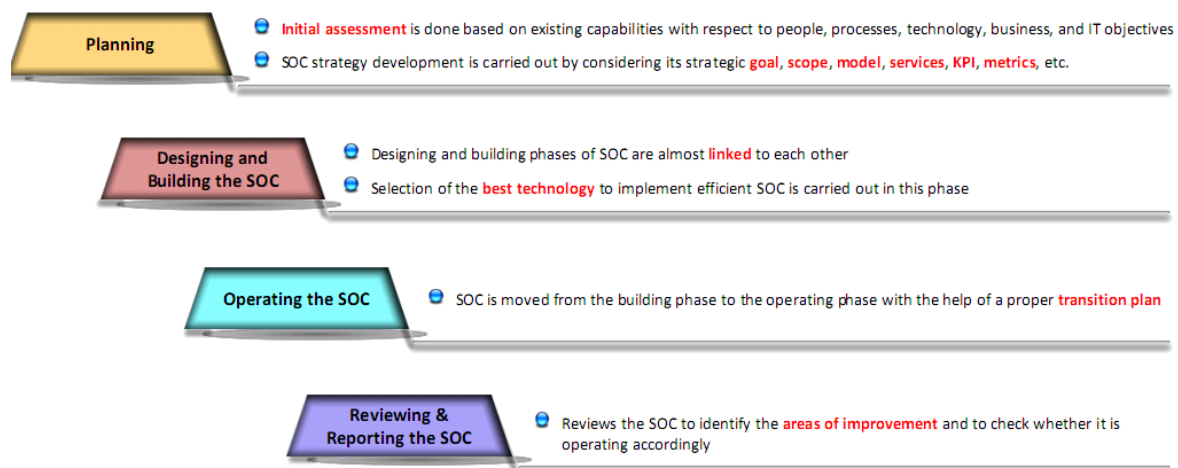 Planning
Initial assessment is done based on existing capabilities with respect to people, processes, technology, business, and IT objectives
SOC strategy development is carried out by considering its strategic goal, scope, model, services, KPI, metrics, etc.
Designing and
Building the SOC
Designing and building phases of SOC are almost linked to each other
Selection of the best technology to implement efficient SOC is carried out in this phase
Operating the SOC
SOC is moved from the building phase to the operating phase with the help of a proper transition plan
Reviewing &
Reporting the SOC
Reviews the SOC to identify the areas of improvement and to check whether it is
operating accordingly